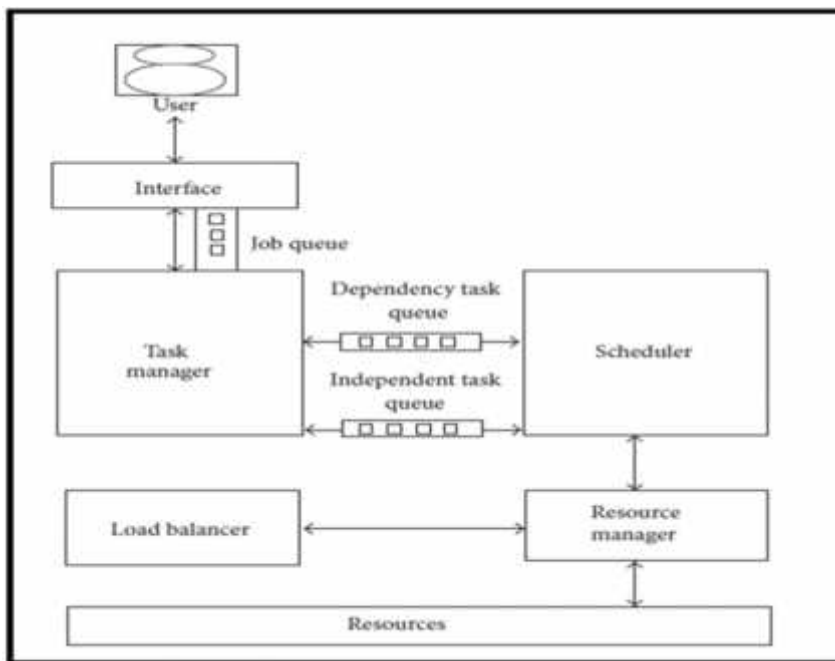 User
Interface
Job queue
Dependency task
queue
Task
manager
Scheduler
Independent task
queue
Load balancer
Resource
manager
Resources